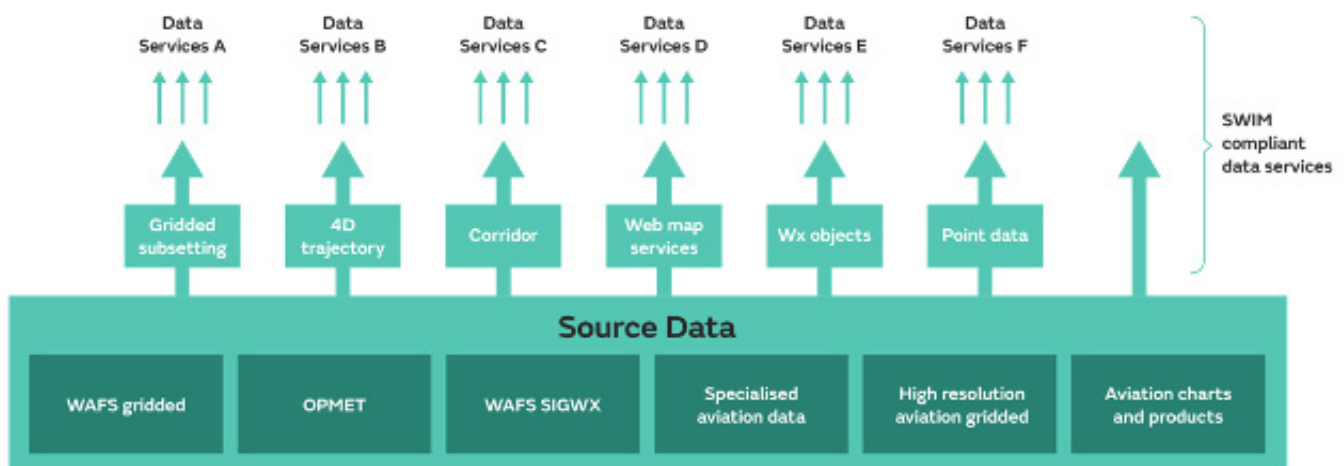 Data
Services A
Data
Services B
Data
Services C
Data
Services D
Data
Services E
Data
Services F
SWIM
compliant
data services
Gridded
subsetting
4D
trajectory
Corridor
Web map
services
Wx objects
Point data
Source Data
WAFS gridded
OPMET
WAFS SIGWX
Specialised
aviation data
High resolution
aviation gridded
Aviation charts
and products